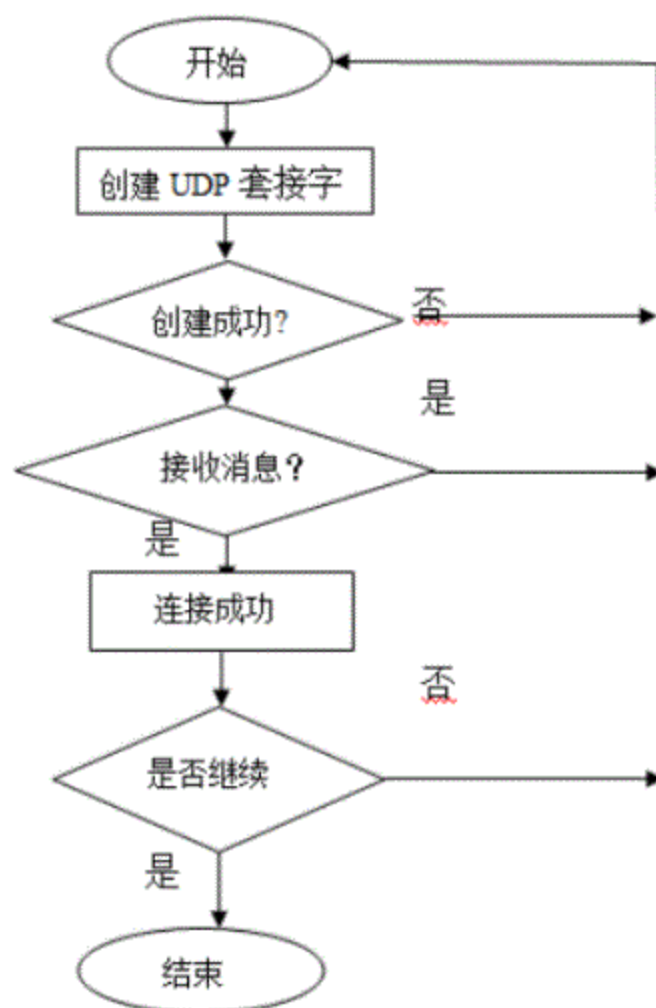 开始
创建 UDP 套接字
创建成功?
否
是
接收消息？
是
连接成功
否
是否继续
是
结束